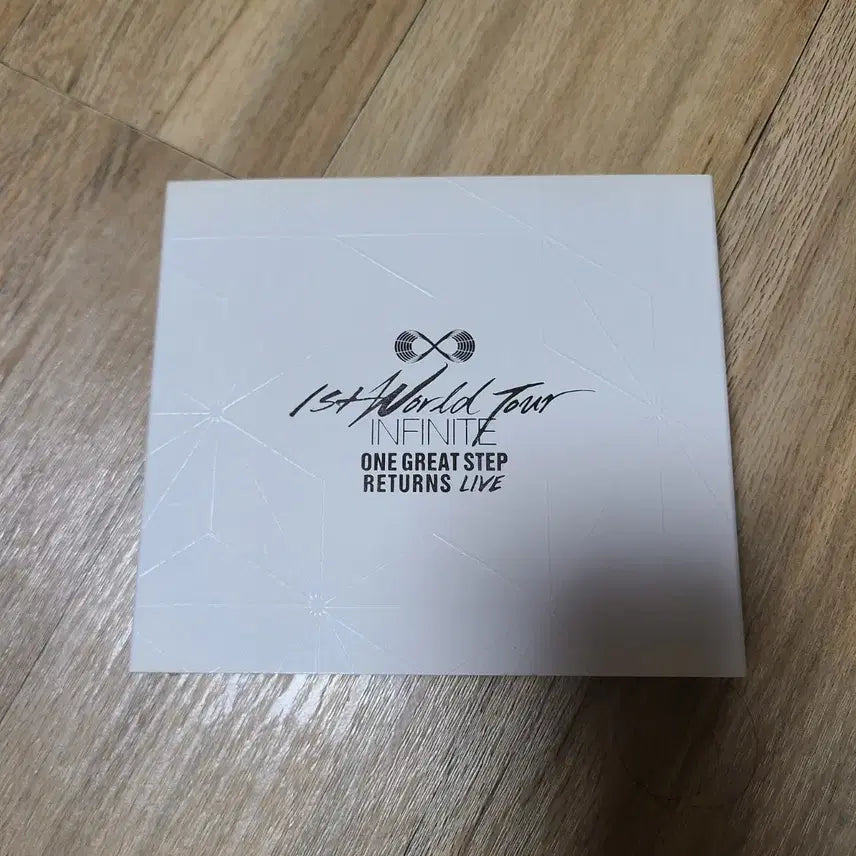 1st World Tour
INFINITE
ONE GREAT STEP
RETURNS LIVE